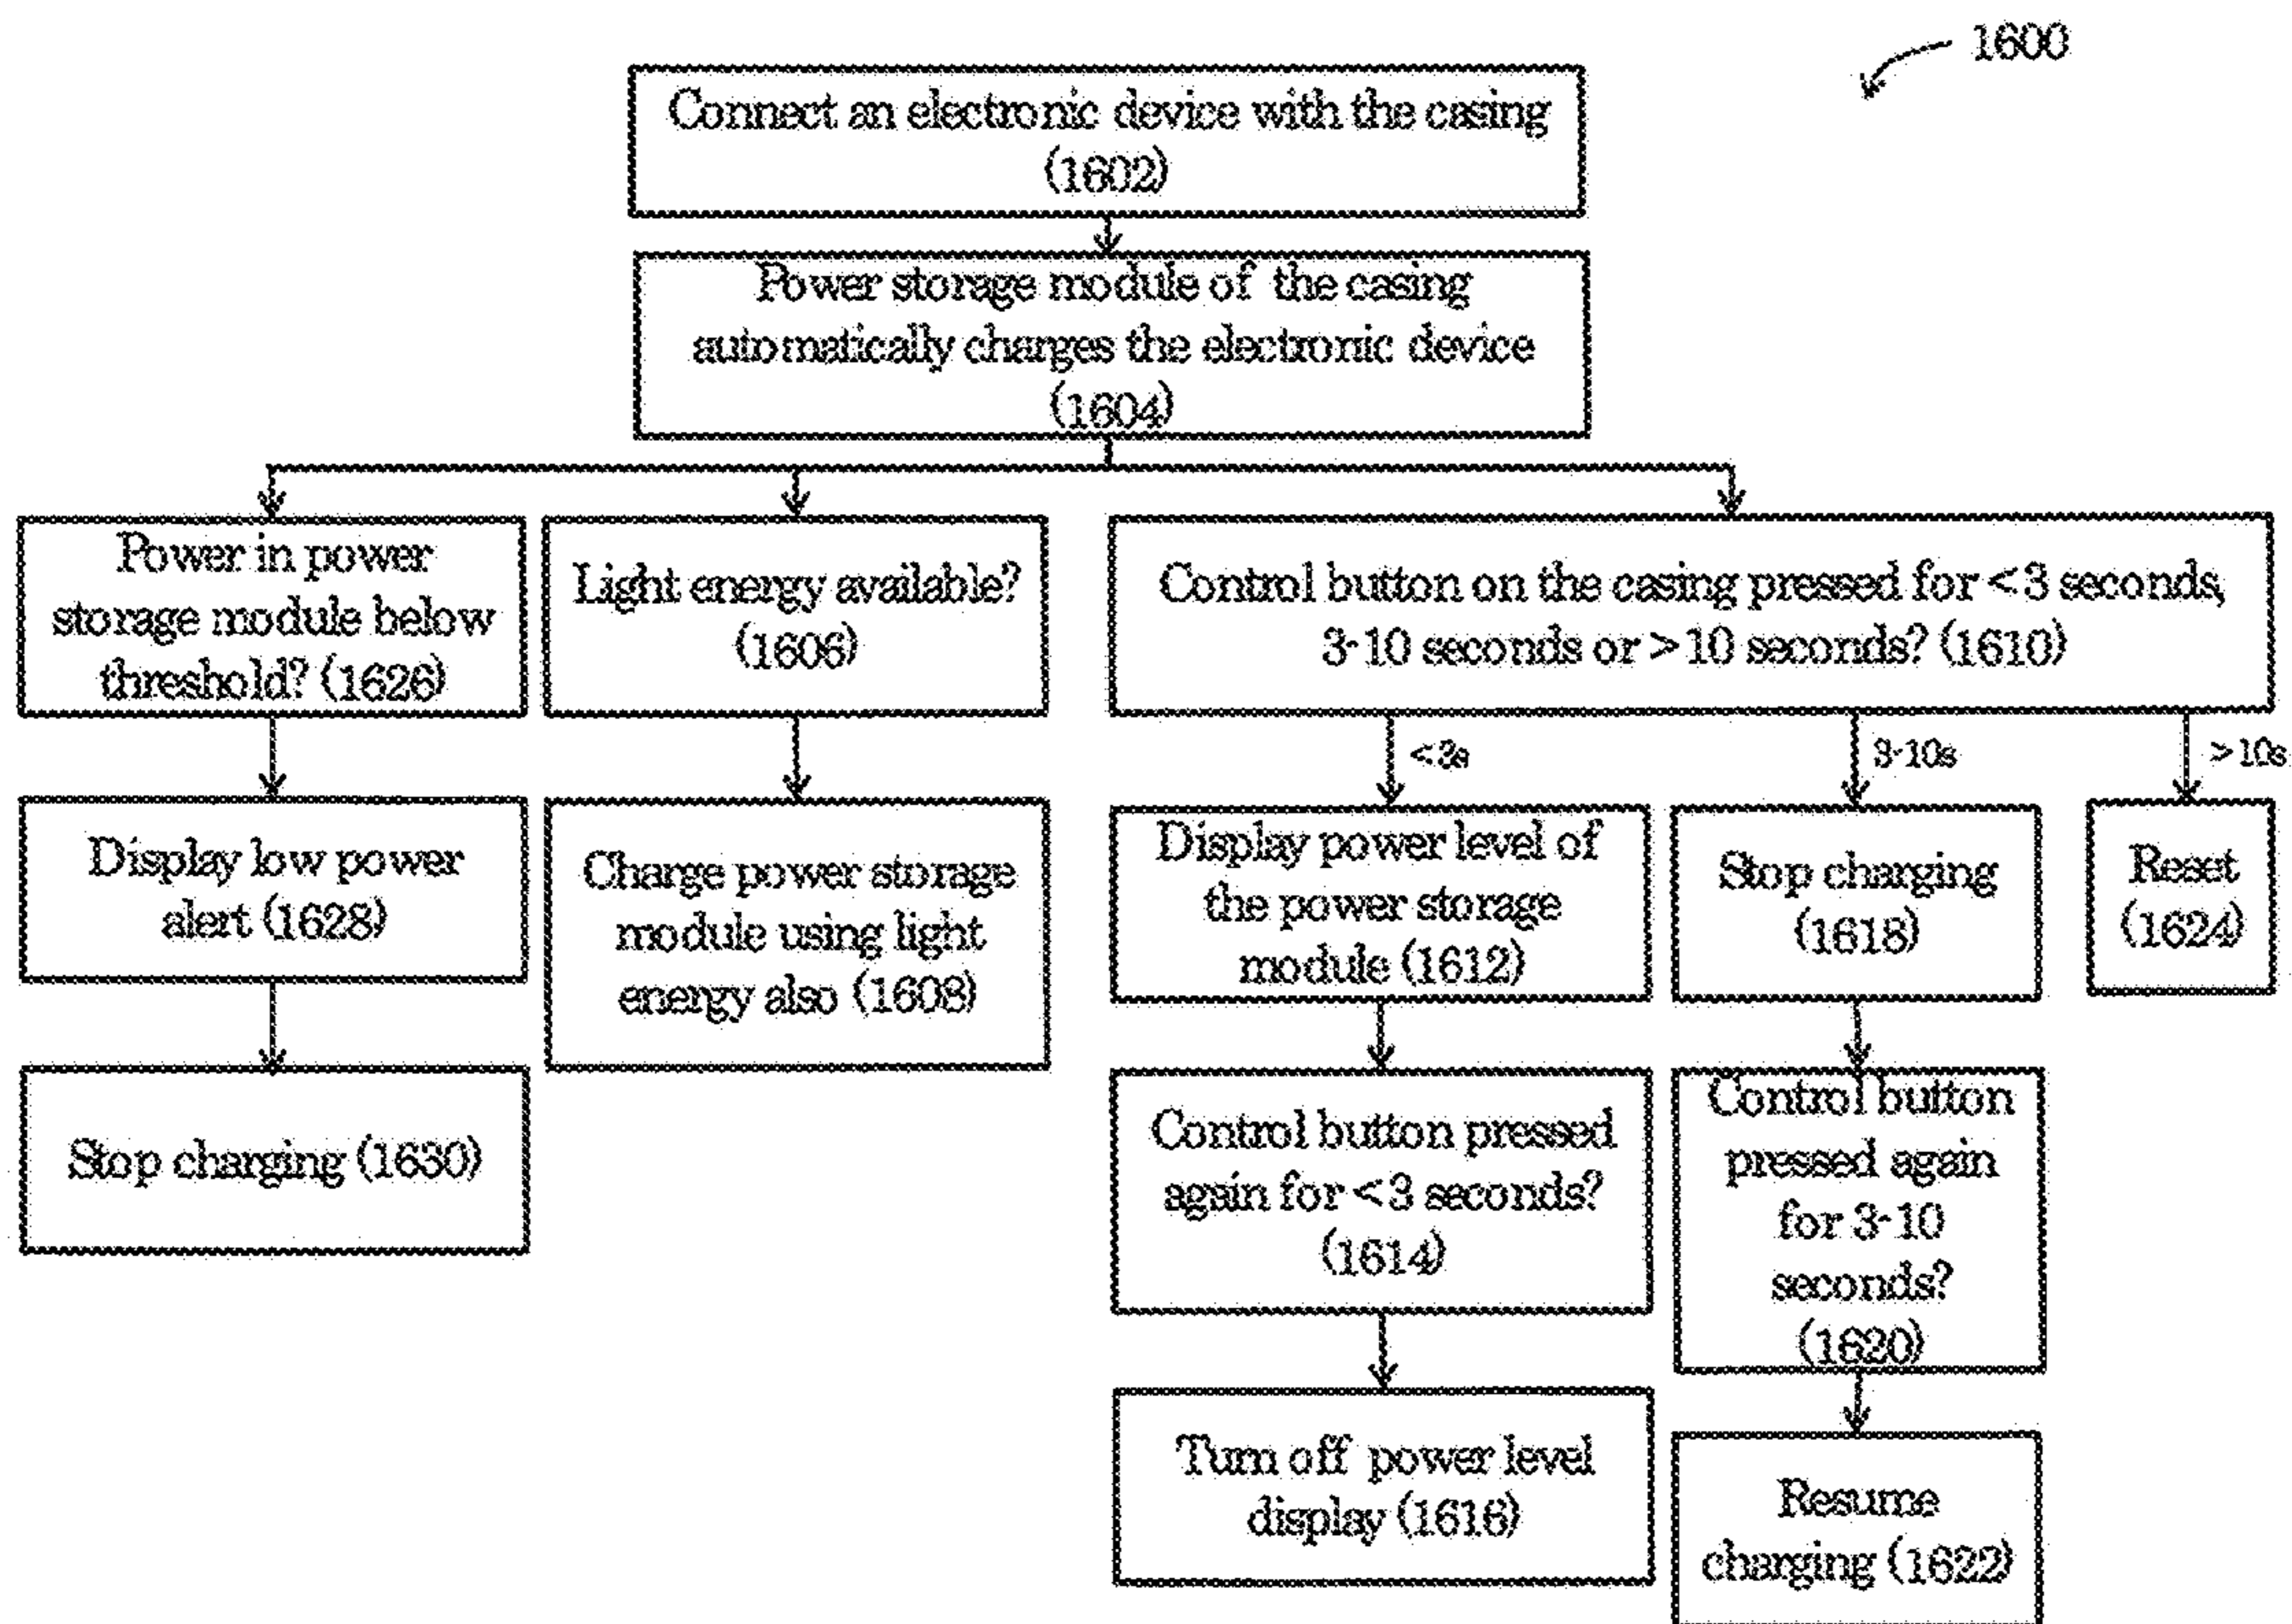 1600
Connect an electronic device with the casing
(1602)
Power storage module of the casing
automatically charges the electronic device
(1604)
Power in power
storage module below
threshold? (1626)
Light energy available?
(1606)
Control button on the casing pressed for <3 seconds,
3-10 seconds or >10 seconds? (1610)
<3s
3-10s
>10s
Display low power
alert (1628)
Charge power storage
module using light
energy also (1608)
Display power level of
the power storage
module (1612)
Stop charging
(1618)
Reset
(1624)
Stop charging (1630)
Control button pressed
again for <3 seconds?
(1614)
Control button
pressed again
for 3-10
seconds?
(1620)
Turn off power level
display (1616)
Resume
charging (1622)